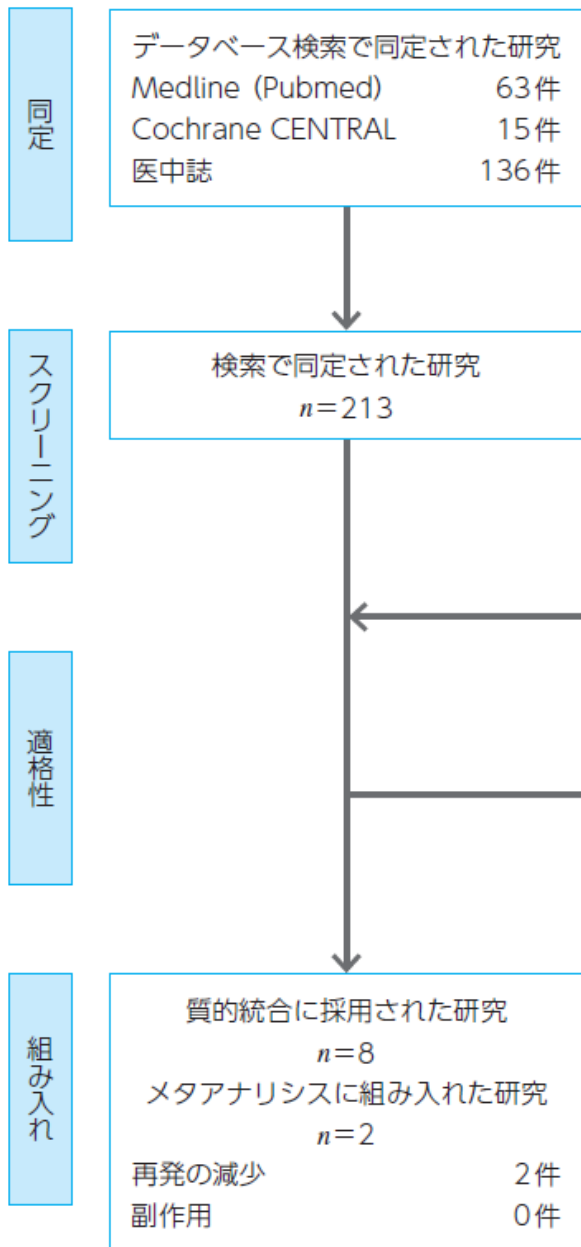 同定
データベース検索で同定された研究
Medline (Pubmed) 63件
Cochrane CENTRAL 15件
医中誌 136件
スクリーニング
検索で同定された研究
n=213
適格性
組み入れ
質的統合に採用された研究
n=8
メタアナリシスに組み入れた研究
n=2
再発の減少 2件
副作用 0件